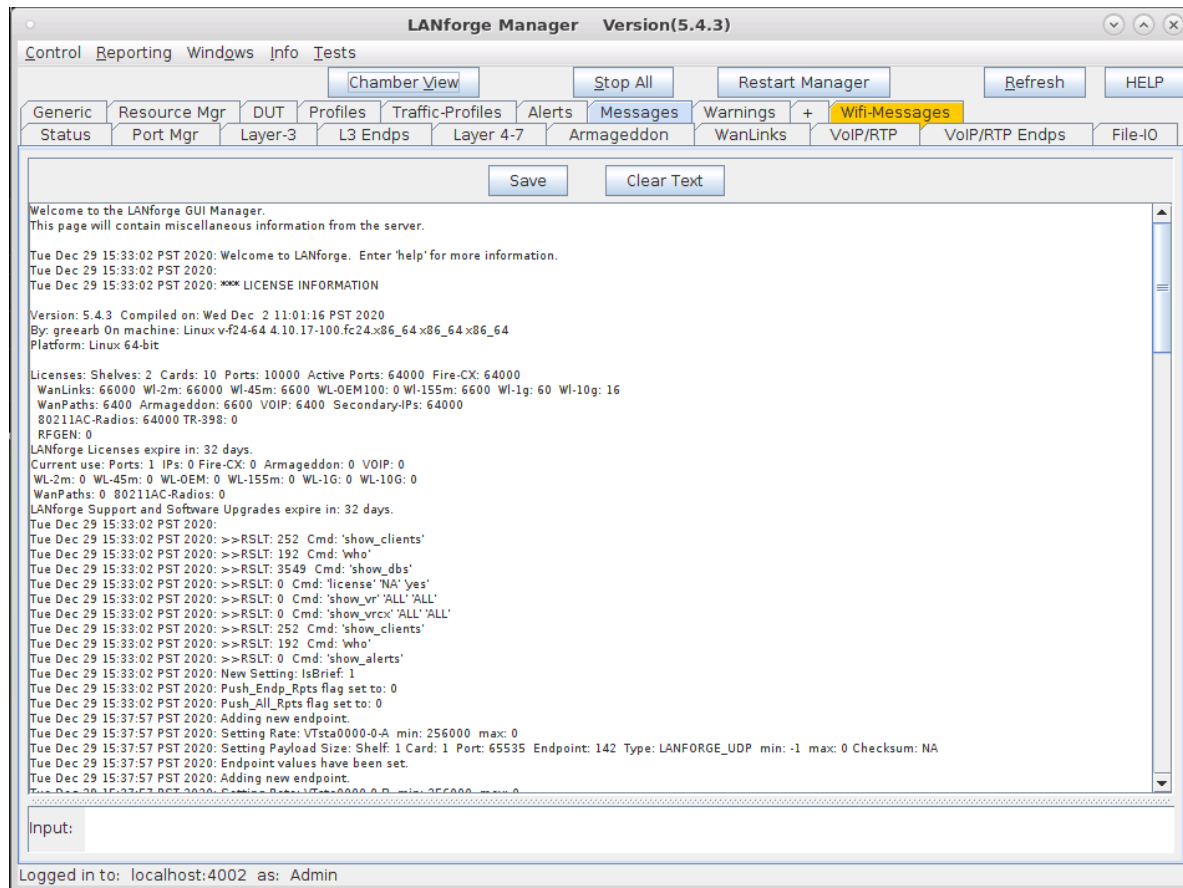 LANforge Manager   Version(5.4.3)
Control Reporting Windows Info Tests
Chamber View Stop All Restart Manager Refresh HELP
Generic Resource Mgr DUT Profiles Traffic-Profiles Alerts Messages Warnings + Wifi-Messages
Status Port Mgr Layer-3 L3 Endps Layer 4-7 Armageddon WanLinks VoIP/RTP VoIP/RTP Endps File-IO
Save Clear Text
Welcome to the LANforge GUI Manager.
This page will contain miscellaneous information from the server.
Tue Dec 29 15:33:02 PST 2020: Welcome to LANforge.  Enter 'help' for more information.
Tue Dec 29 15:33:02 PST 2020:
Tue Dec 29 15:33:02 PST 2020: *** LICENSE INFORMATION
Version: 5.4.3  Compiled on: Wed Dec  2 11:01:16 PST 2020
By: greearb On machine: Linux v-f24-64 4.10.17-100.fc24.x86_64 x86_64 x86_64
Platform: Linux 64-bit
Licenses: Shelves: 2  Cards: 10  Ports: 10000  Active Ports: 64000  Fire-CX: 64000
WanLinks: 66000  Wl-2m: 66000  Wl-45m: 6600  WL-OEM100: 0 Wl-155m: 6600  Wl-1g: 60  Wl-10g: 16
WanPaths: 6400  Armageddon: 6600  VOIP: 6400  Secondary-IPs: 64000
80211AC-Radios: 64000 TR-398: 0
RFGEN: 0
LANforge Licenses expire in: 32 days.
Current use: Ports: 1  IPs: 0 Fire-CX: 0  Armageddon: 0  VOIP: 0
WL-2m: 0  WL-45m: 0  WL-OEM: 0  WL-155m: 0  WL-1G: 0  WL-10G: 0
WanPaths: 0  80211AC-Radios: 0
LANforge Support and Software Upgrades expire in: 32 days.
Tue Dec 29 15:33:02 PST 2020:
Tue Dec 29 15:33:02 PST 2020: >>RSLT: 252  Cmd: 'show_clients'
Tue Dec 29 15:33:02 PST 2020: >>RSLT: 192  Cmd: 'who'
Tue Dec 29 15:33:02 PST 2020: >>RSLT: 3549  Cmd: 'show_dbs'
Tue Dec 29 15:33:02 PST 2020: >>RSLT: 0  Cmd: 'license' 'NA' 'yes'
Tue Dec 29 15:33:02 PST 2020: >>RSLT: 0  Cmd: 'show_vr' 'ALL' 'ALL'
Tue Dec 29 15:33:02 PST 2020: >>RSLT: 0  Cmd: 'show_vrcx' 'ALL' 'ALL'
Tue Dec 29 15:33:02 PST 2020: >>RSLT: 252  Cmd: 'show_clients'
Tue Dec 29 15:33:02 PST 2020: >>RSLT: 192  Cmd: 'who'
Tue Dec 29 15:33:02 PST 2020: >>RSLT: 0  Cmd: 'show_alerts'
Tue Dec 29 15:33:02 PST 2020: New Setting: IsBrief: 1
Tue Dec 29 15:33:02 PST 2020: Push_Endp_Rpts flag set to: 0
Tue Dec 29 15:33:02 PST 2020: Push_All_Rpts flag set to: 0
Tue Dec 29 15:37:57 PST 2020: Adding new endpoint.
Tue Dec 29 15:37:57 PST 2020: Setting Rate: VTsta0000-0-A  min: 256000  max: 0
Tue Dec 29 15:37:57 PST 2020: Setting Payload Size: Shelf: 1 Card: 1  Port: 65535  Endpoint: 142  Type: LANFORGE_UDP  min: -1  max: 0 Checksum: NA
Tue Dec 29 15:37:57 PST 2020: Endpoint values have been set.
Tue Dec 29 15:37:57 PST 2020: Adding new endpoint.
Tue Dec 29 15:37:57 PST 2020: Setting Rate: VTsta0000-0-B  min: 256000  max: 0
Input:
Logged in to:  localhost:4002  as:  Admin